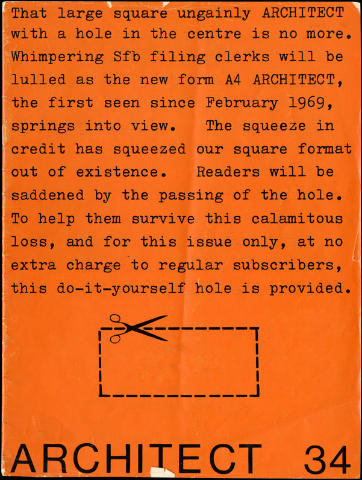 That large square ungainly ARCHITECT
with a hole in the centre is no more.
Whimpering Sfb filing clerks will be
lulled as the new form A4 ARCHITECT,
the first seen since February 1969,
springs into view. The squeeze in
credit has squeezed our square format
out of existence. Readers will be
saddened by the passing of the hole.
To help them survive this calamitous
loss, and for this issue only, at no
extra charge to regular subscribers,
this do-it-yourself hole is provided.
ARCHITECT 34